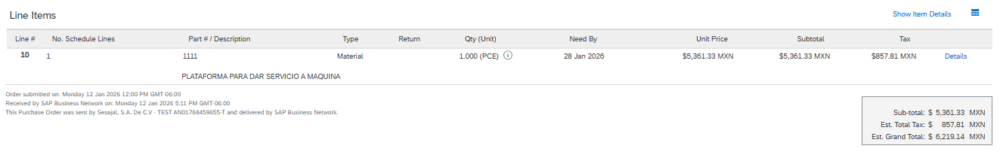 Line Items
Show Item Details
Line # No. Schedule Lines Part # / Description Type Return Qty (Unit) Need By Unit Price Subtotal Tax
10 1 1111 Material 1.000 (PCE) i 28 Jan 2026 $5,361.33 MXN $5,361.33 MXN $857.81 MXN Details
PLATAFORMA PARA DAR SERVICIO A MAQUINA
Order submitted on: Monday 12 Jan 2026 12:00 PM GMT-06:00
Received by SAP Business Network on: Monday 12 Jan 2026 5:11 PM GMT-06:00
This Purchase Order was sent by Sesajal, S.A. De C.V - TEST AN01768459655-T and delivered by SAP Business Network.
Sub-total: $ 5,361.33 MXN
Est. Total Tax: $ 857.81 MXN
Est. Grand Total: $ 6,219.14 MXN